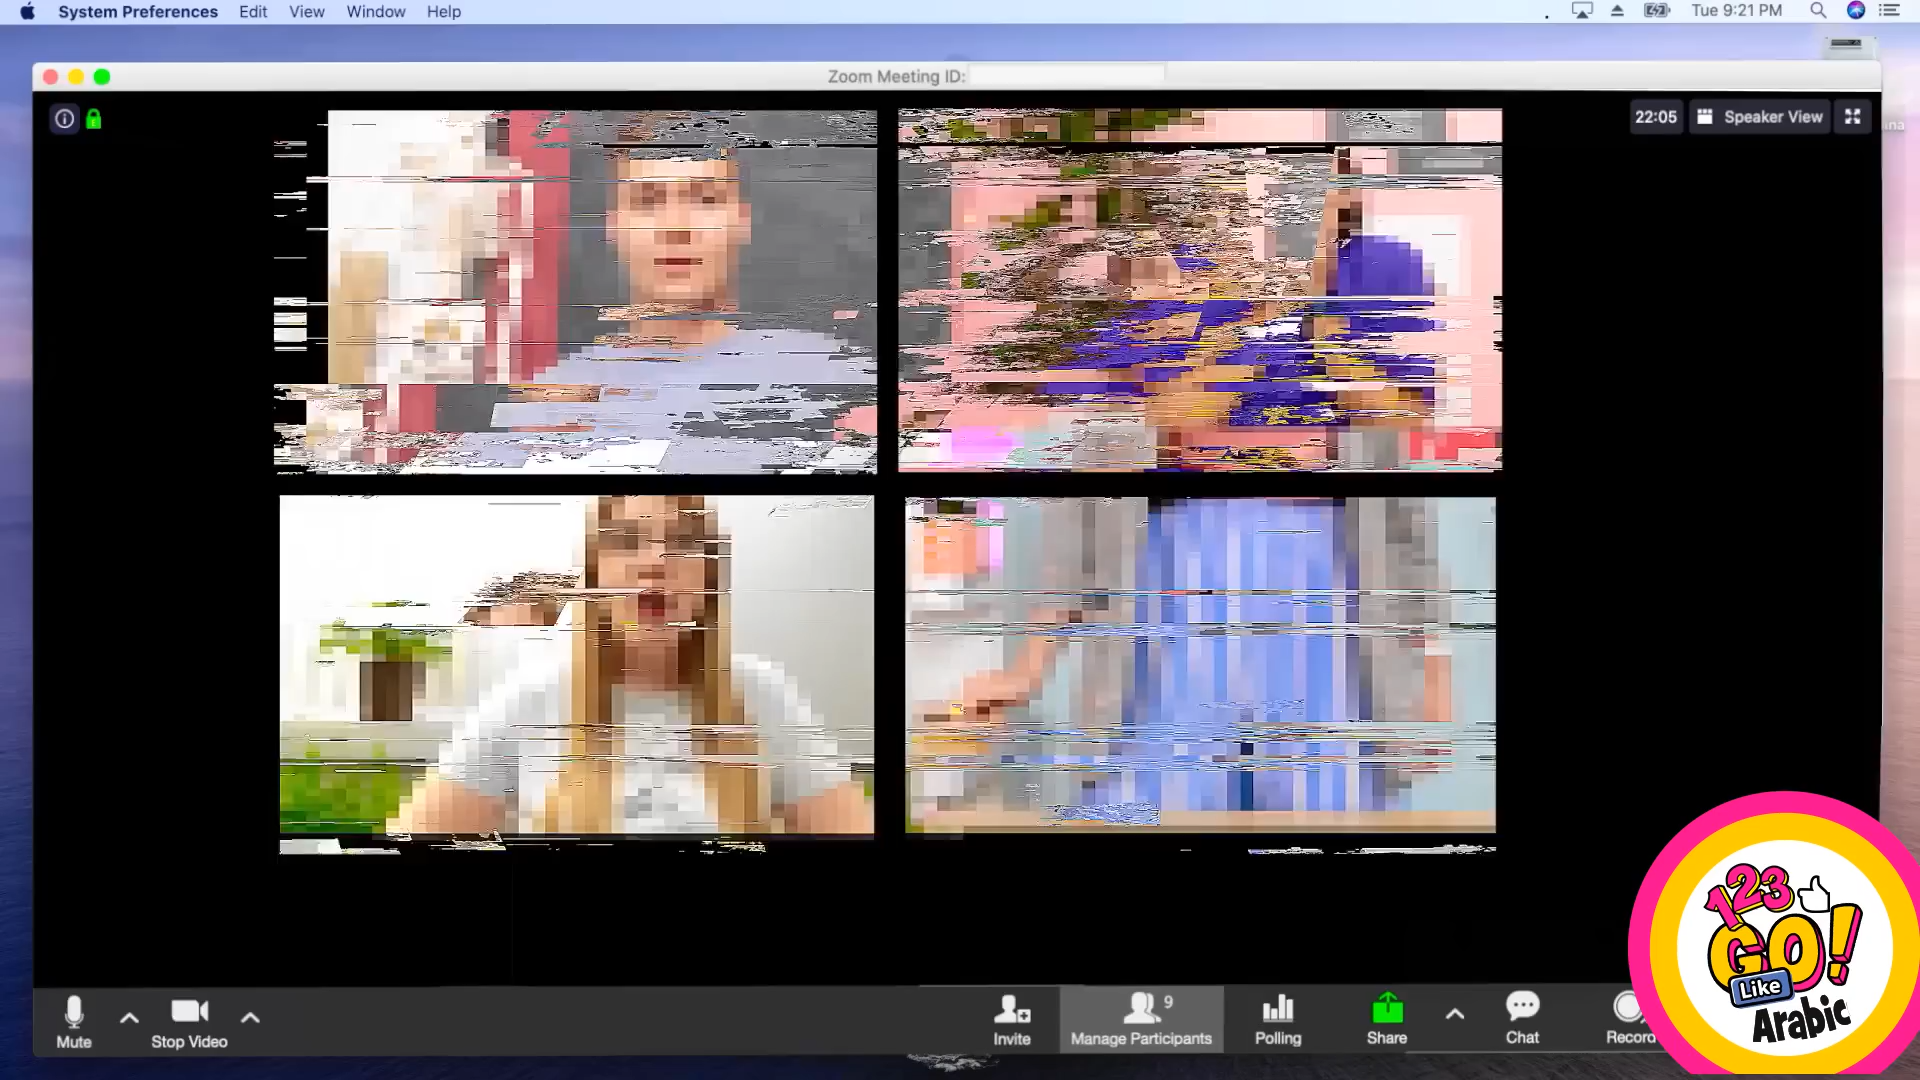 System Preferences Edit View Window Help
Tue 9:21 PM
Zoom Meeting ID:
22:05
Speaker View
Mute
Stop Video
Invite
9
Manage Participants
Polling
Share
Chat
Record
123
GO!
Like
Arabic